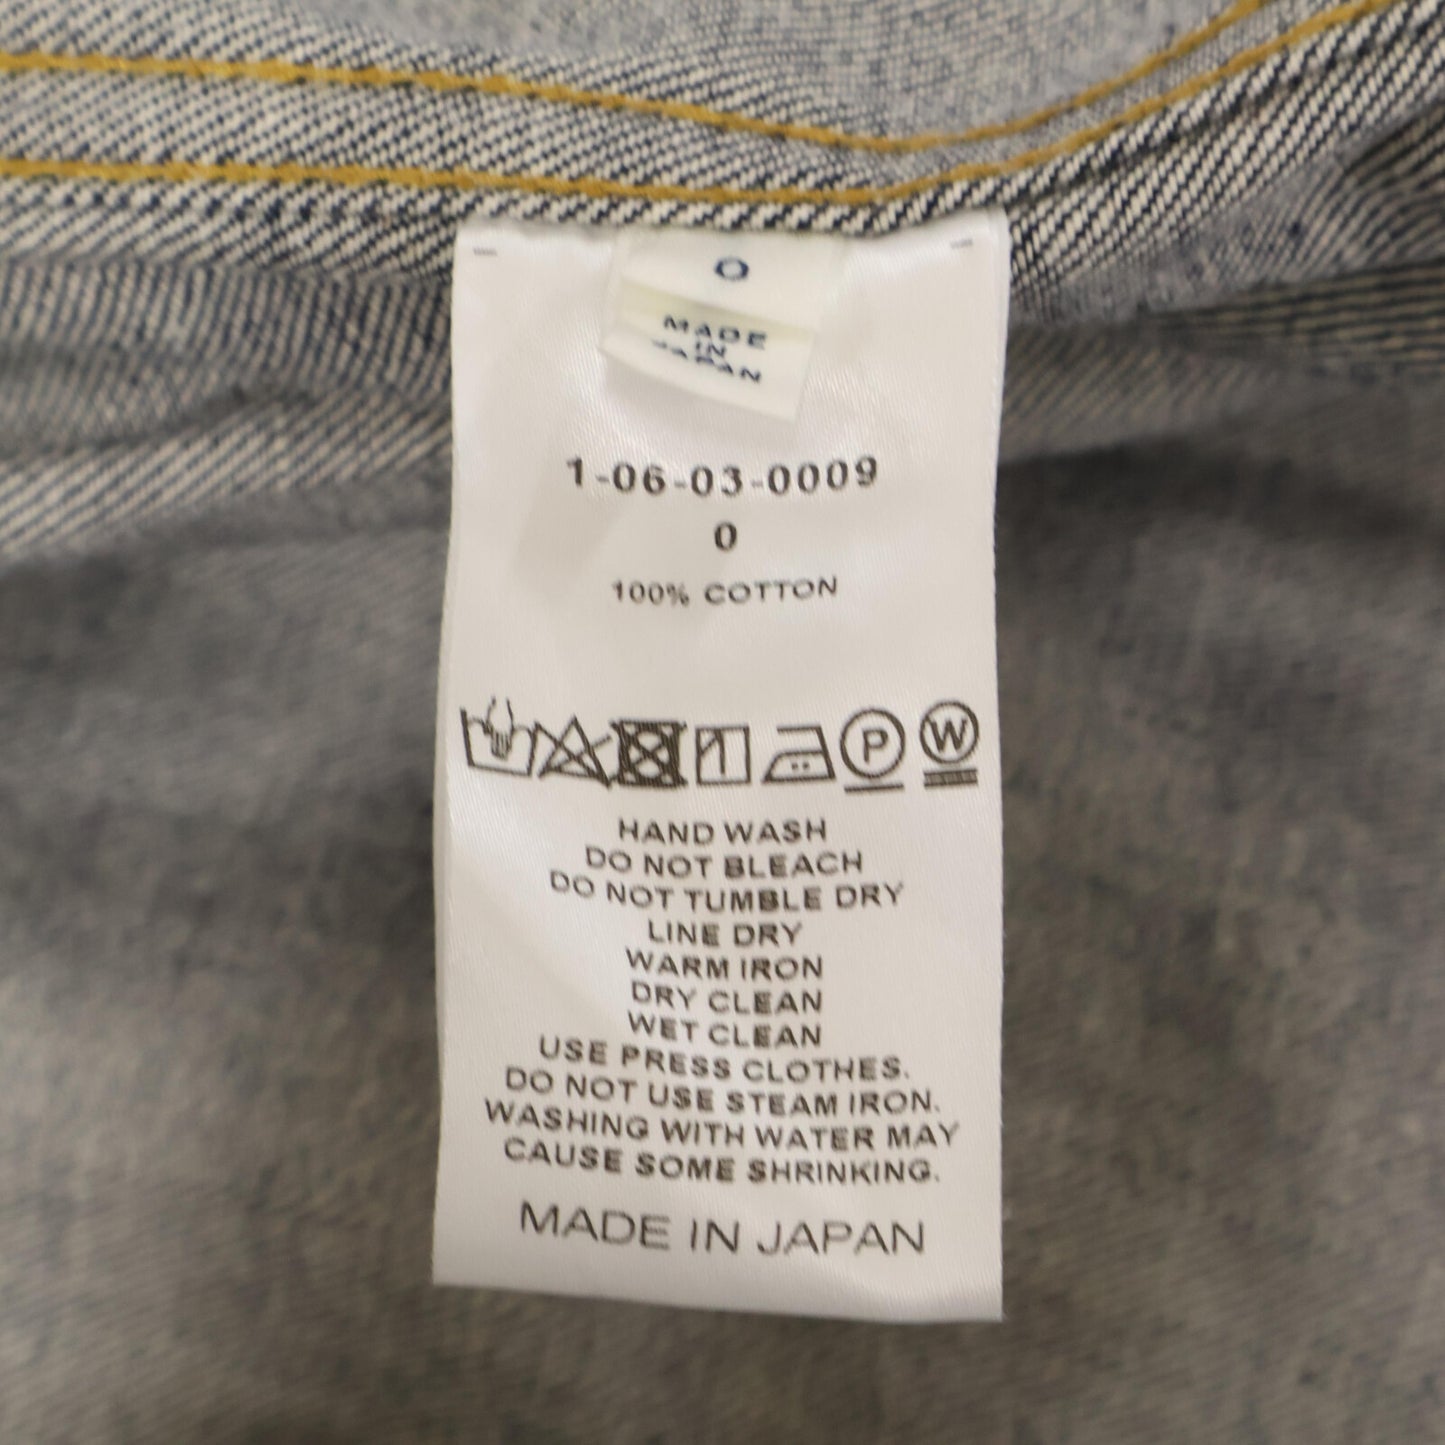 0
MADE
IN
JAPAN
1-06-03-0009
0
100% COTTON
P W
HAND WASH
DO NOT BLEACH
DO NOT TUMBLE DRY
LINE DRY
WARM IRON
DRY CLEAN
WET CLEAN
USE PRESS CLOTHES.
DO NOT USE STEAM IRON.
WASHING WITH WATER MAY
CAUSE SOME SHRINKING.
MADE IN JAPAN